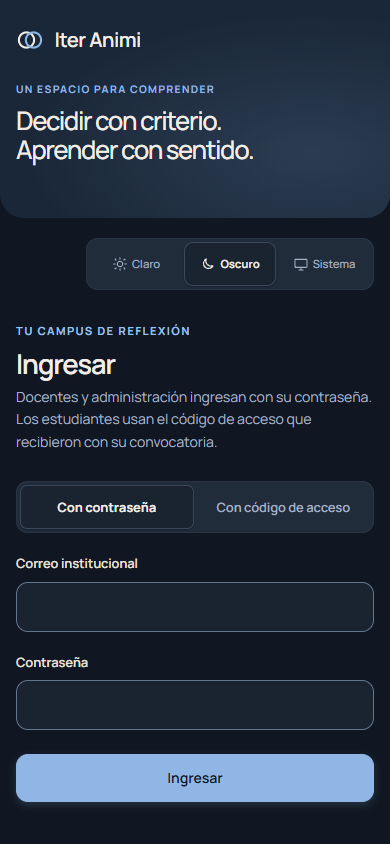 Iter Animi
UN ESPACIO PARA COMPRENDER
Decidir con criterio.
Aprender con sentido.
Claro
Oscuro
Sistema
TU CAMPUS DE REFLEXIÓN
Ingresar
Docentes y administración ingresan con su contraseña.
Los estudiantes usan el código de acceso que
recibieron con su convocatoria.
Con contraseña
Con código de acceso
Correo institucional
Contraseña
Ingresar